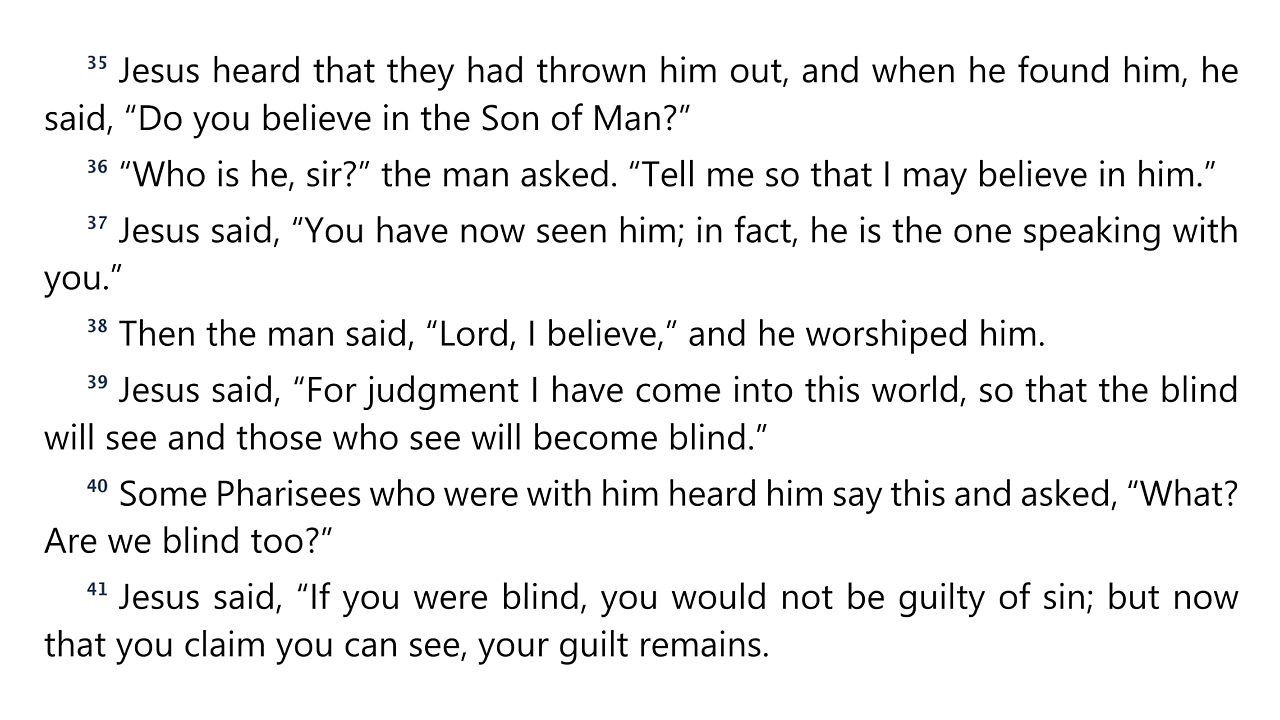 35 Jesus heard that they had thrown him out, and when he found him, he
said, “Do you believe in the Son of Man?”
36 “Who is he, sir?” the man asked. “Tell me so that I may believe in him.”
37 Jesus said, “You have now seen him; in fact, he is the one speaking with
you.”
38 Then the man said, “Lord, I believe,” and he worshiped him.
39 Jesus said, “For judgment I have come into this world, so that the blind
will see and those who see will become blind.”
40 Some Pharisees who were with him heard him say this and asked, “What?
Are we blind too?”
41 Jesus said, “If you were blind, you would not be guilty of sin; but now
that you claim you can see, your guilt remains.